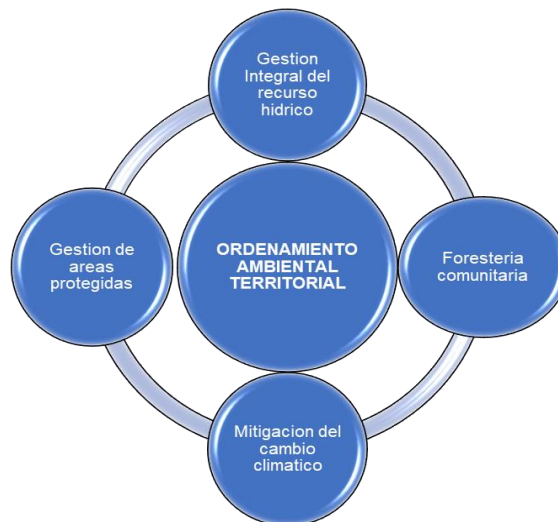 Gestion
Integral del
recurso
hidrico
Gestion de
areas
protegidas
ORDENAMIENTO
AMBIENTAL
TERRITORIAL
Foresteria
comunitaria
Mitigacion del
cambio
climatico